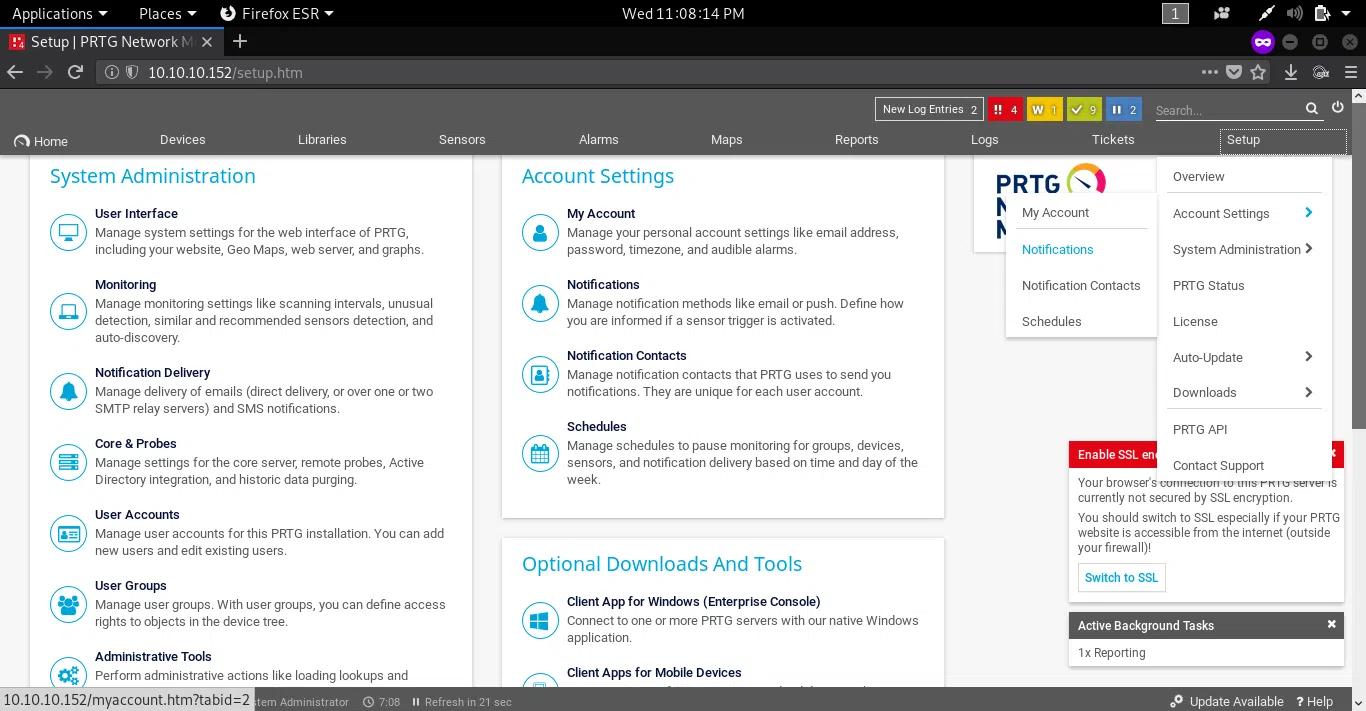 Applications Places Firefox ESR Wed 11:08:14 PM 1
Setup | PRTG Network M
10.10.10.152/setup.htm
New Log Entries 2 4 W 1 9 2 Search...
Home Devices Libraries Sensors Alarms Maps Reports Logs Tickets Setup
System Administration
User Interface
Manage system settings for the web interface of PRTG,
including your website, Geo Maps, web server, and graphs.
Monitoring
Manage monitoring settings like scanning intervals, unusual
detection, similar and recommended sensors detection, and
auto-discovery.
Notification Delivery
Manage delivery of emails (direct delivery, or over one or two
SMTP relay servers) and SMS notifications.
Core & Probes
Manage settings for the core server, remote probes, Active
Directory integration, and historic data purging.
User Accounts
Manage user accounts for this PRTG installation. You can add
new users and edit existing users.
User Groups
Manage user groups. With user groups, you can define access
rights to objects in the device tree.
Administrative Tools
Perform administrative actions like loading lookups and
Account Settings
My Account
Manage your personal account settings like email address,
password, timezone, and audible alarms.
Notifications
Manage notification methods like email or push. Define how
you are informed if a sensor trigger is activated.
Notification Contacts
Manage notification contacts that PRTG uses to send you
notifications. They are unique for each user account.
Schedules
Manage schedules to pause monitoring for groups, devices,
sensors, and notification delivery based on time and day of the
week.
Optional Downloads And Tools
Client App for Windows (Enterprise Console)
Connect to one or more PRTG servers with our native Windows
application.
Client Apps for Mobile Devices
PRTG
My Account
Notifications
Notification Contacts
Schedules
Overview
Account Settings
System Administration
PRTG Status
License
Auto-Update
Downloads
PRTG API
Contact Support
Enable SSL en
Your browser's connection to this PRTG server is
currently not secured by SSL encryption.
You should switch to SSL especially if your PRTG
website is accessible from the internet (outside
your firewall)!
Switch to SSL
Active Background Tasks
1x Reporting
10.10.10.152/myaccount.htm?tabid=2 stem Administrator 7:08 Refresh in 21 sec Update Available ? Help